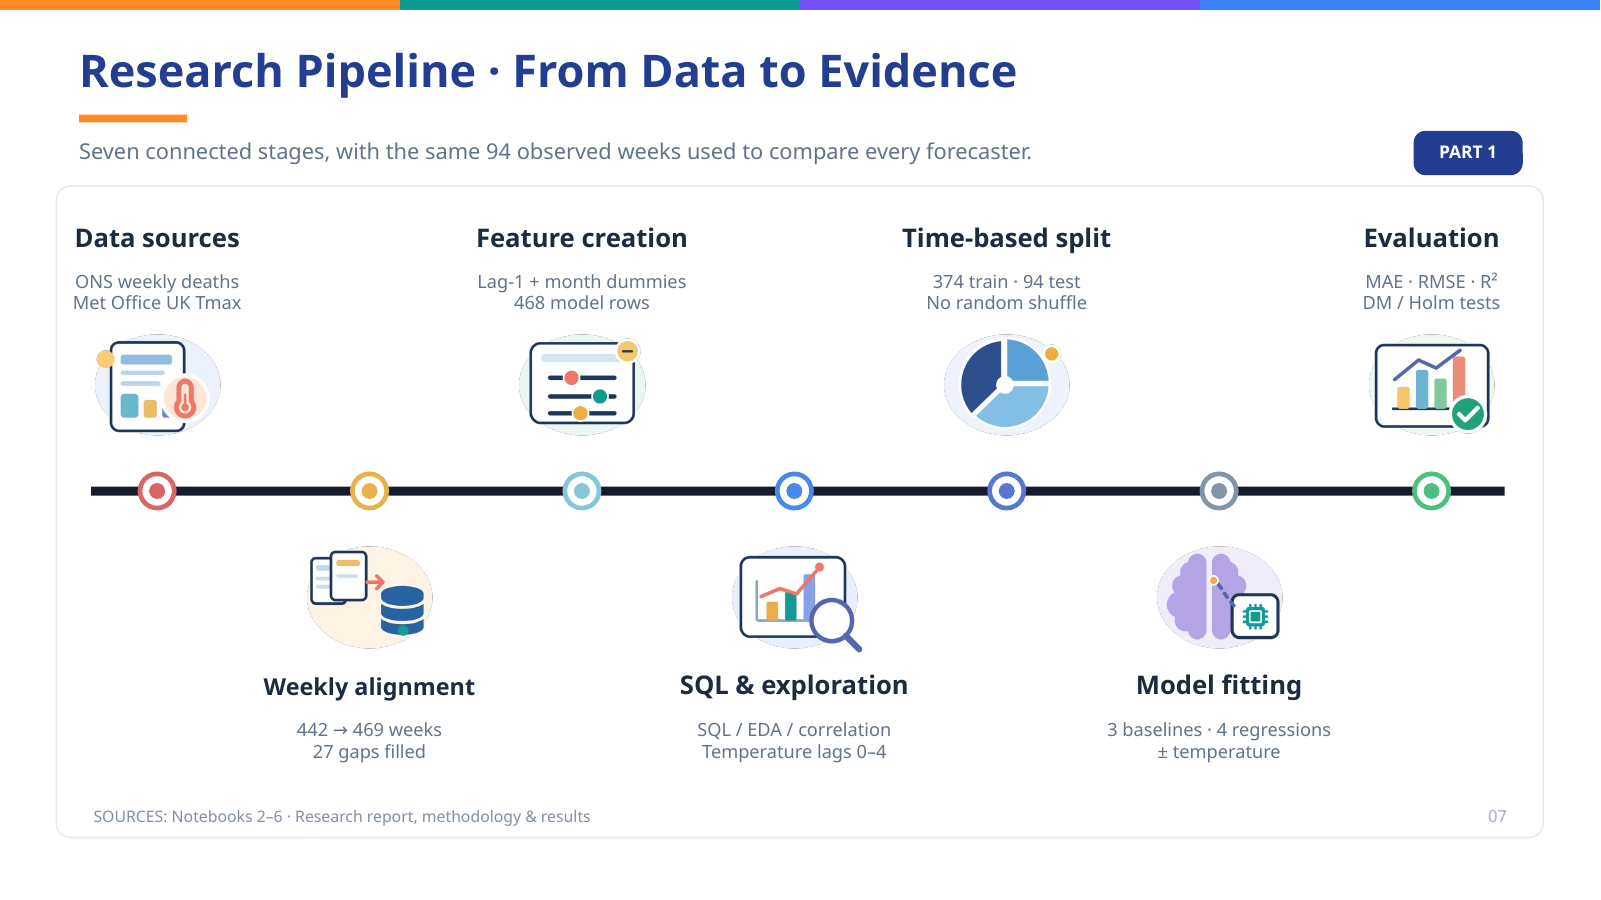 Research Pipeline · From Data to Evidence
Seven connected stages, with the same 94 observed weeks used to compare every forecaster.
PART 1
Data sources
ONS weekly deaths
Met Office UK Tmax
Feature creation
Lag-1 + month dummies
468 model rows
Time-based split
374 train · 94 test
No random shuffle
Evaluation
MAE · RMSE · R²
DM / Holm tests
Weekly alignment
442 → 469 weeks
27 gaps filled
SQL & exploration
SQL / EDA / correlation
Temperature lags 0–4
Model fitting
3 baselines · 4 regressions
± temperature
SOURCES: Notebooks 2–6 · Research report, methodology & results
07